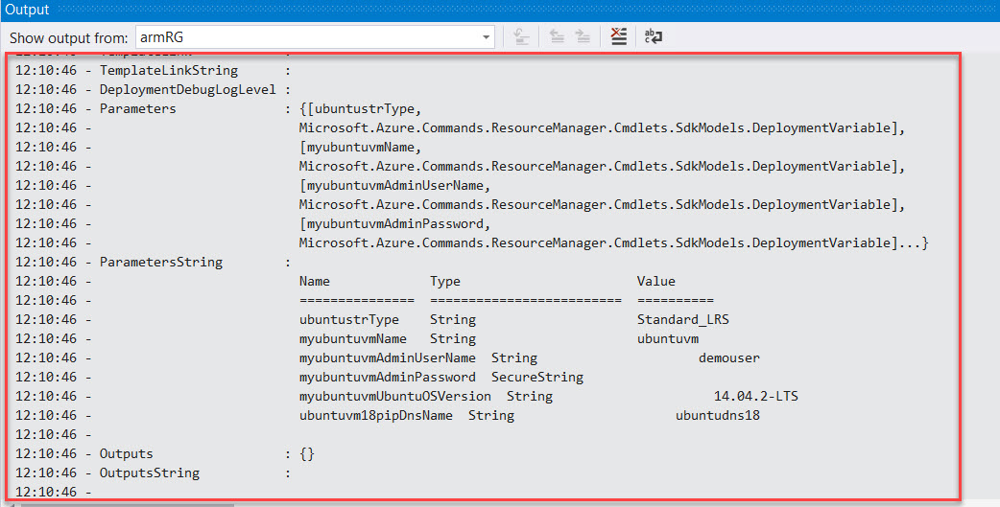 Output
Show output from: armRG
12:10:46 - TemplateLink :
12:10:46 - TemplateLinkString :
12:10:46 - DeploymentDebugLogLevel :
12:10:46 - Parameters : {[ubuntustrType,
12:10:46 - Microsoft.Azure.Commands.ResourceManager.Cmdlets.SdkModels.DeploymentVariable],
12:10:46 - [myubuntuvmName,
12:10:46 - Microsoft.Azure.Commands.ResourceManager.Cmdlets.SdkModels.DeploymentVariable],
12:10:46 - [myubuntuvmAdminUserName,
12:10:46 - Microsoft.Azure.Commands.ResourceManager.Cmdlets.SdkModels.DeploymentVariable],
12:10:46 - [myubuntuvmAdminPassword,
12:10:46 - Microsoft.Azure.Commands.ResourceManager.Cmdlets.SdkModels.DeploymentVariable]...}
12:10:46 - ParametersString :
12:10:46 - Name Type Value
12:10:46 - =============== ========================= ==========
12:10:46 - ubuntustrType String Standard_LRS
12:10:46 - myubuntuvmName String ubuntuvm
12:10:46 - myubuntuvmAdminUserName String demouser
12:10:46 - myubuntuvmAdminPassword SecureString
12:10:46 - myubuntuvmUbuntuOSVersion String 14.04.2-LTS
12:10:46 - ubuntuvm18pipDnsName String ubuntudns18
12:10:46 -
12:10:46 - Outputs : {}
12:10:46 - OutputsString :
12:10:46 -